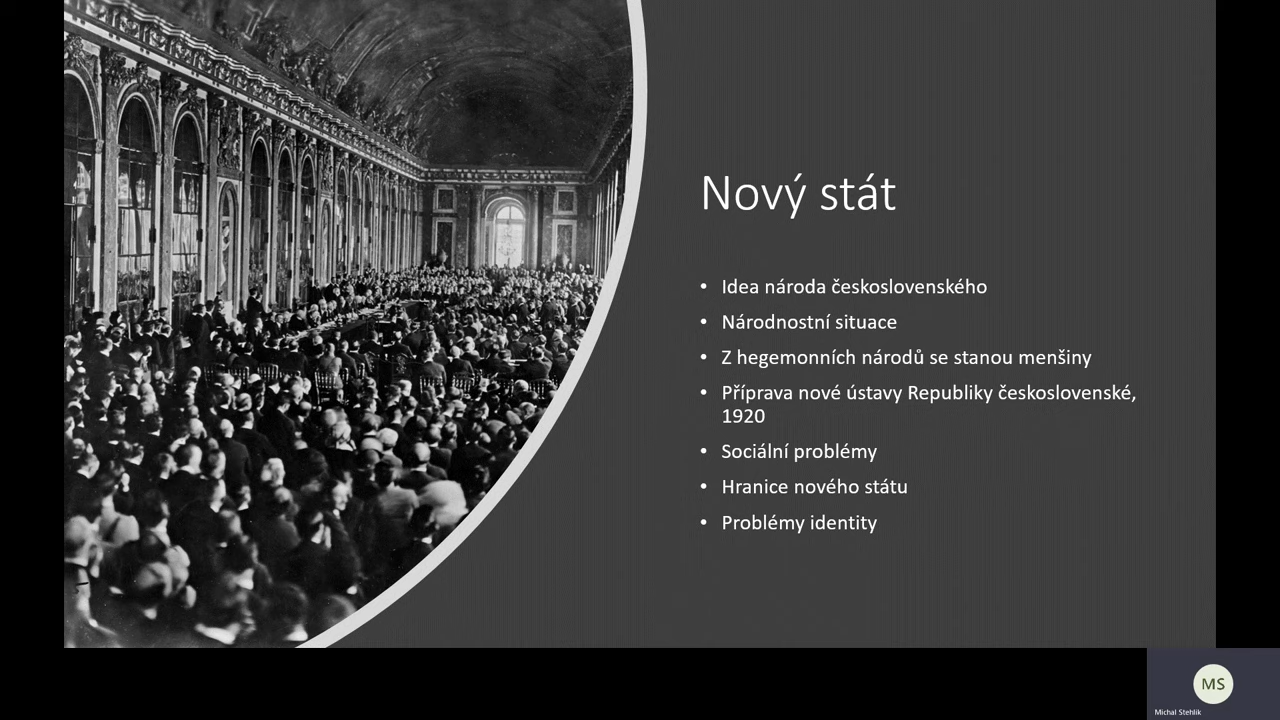 Nový stát
• Idea národa československého
• Národnostní situace
• Z hegemonních národů se stanou menšiny
• Příprava nové ústavy Republiky československé,
1920
• Sociální problémy
• Hranice nového státu
• Problémy identity
MS
Michal Stehlík